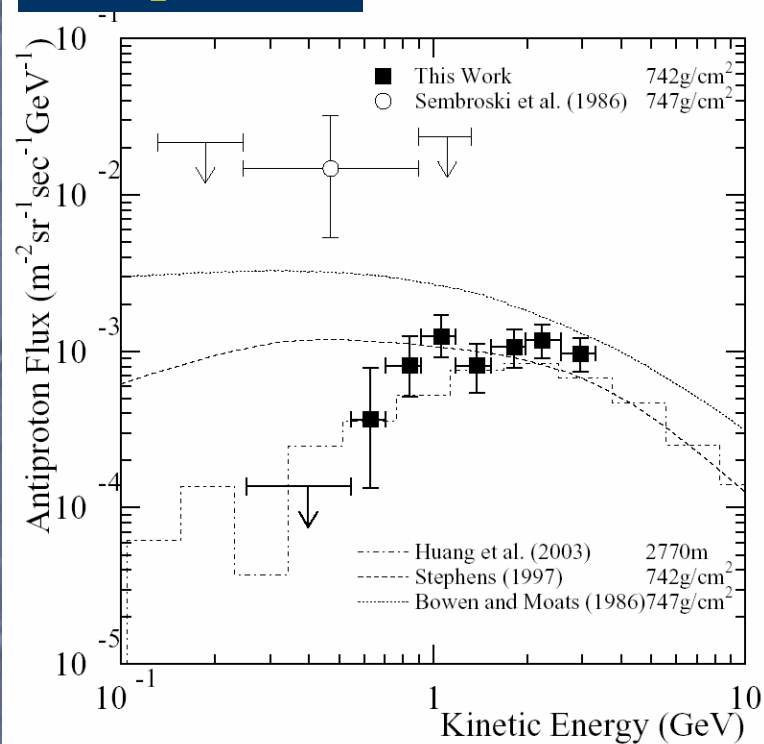 Antiproton Flux (m⁻²sr⁻¹sec⁻¹GeV⁻¹)
10⁻¹
10⁻²
10⁻³
10⁻⁴
10⁻⁵
This Work 742g/cm²
Sembroski et al. (1986) 747g/cm²
Huang et al. (2003) 2770m
Stephens (1997) 742g/cm²
Bowen and Moats (1986)747g/cm²
10⁻¹ 1 10
Kinetic Energy (GeV)